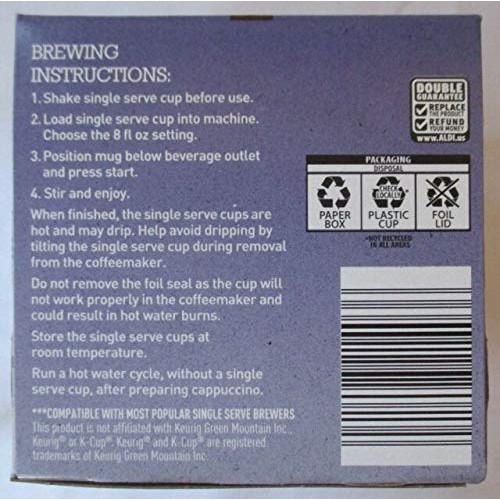 BREWING
INSTRUCTIONS:
1. Shake single serve cup before use.
2. Load single serve cup into machine.
Choose the 8 fl oz setting.
3. Position mug below beverage outlet
and press start.
4. Stir and enjoy.
When finished, the single serve cups are
hot and may drip. Help avoid dripping by
tilting the single serve cup during removal
from the coffeemaker.
Do not remove the foil seal as the cup will
not work properly in the coffeemaker and
could result in hot water burns.
Store the single serve cups at
room temperature.
Run a hot water cycle, without a single
serve cup, after preparing cappuccino.
***COMPATIBLE WITH MOST POPULAR SINGLE SERVE BREWERS
This product is not affiliated with Keurig Green Mountain Inc.,
Keurig® or K-Cup®. Keurig® and K-Cup® are registered
trademarks of Keurig Green Mountain Inc.
DOUBLE
GUARANTEE
REPLACE
THE PRODUCT
REFUND
YOUR MONEY
www.ALDI.us
PACKAGING
DISPOSAL
PAPER
BOX
CHECK
LOCALLY*
PLASTIC
CUP
FOIL
LID
*NOT RECYCLED
IN ALL AREAS